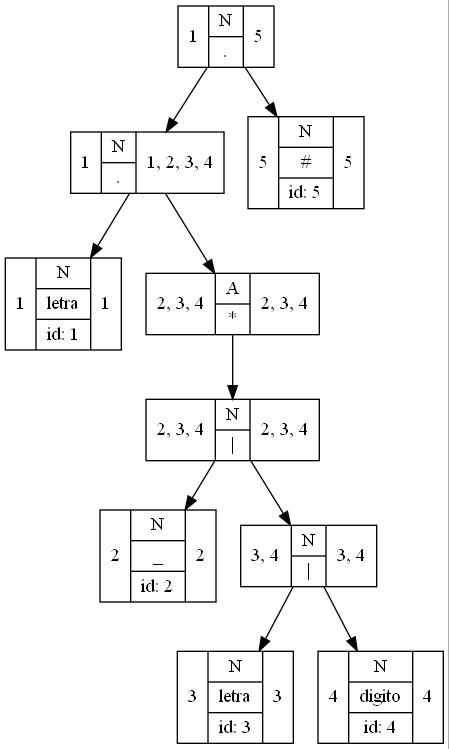 N
1
5
.
N
1
1, 2, 3, 4
.
N
5
#
5
id: 5
N
1
letra
1
id: 1
A
2, 3, 4
2, 3, 4
*
N
2, 3, 4
2, 3, 4
|
N
2
_
2
id: 2
N
3, 4
3, 4
|
N
3
letra
3
id: 3
N
4
digito
4
id: 4